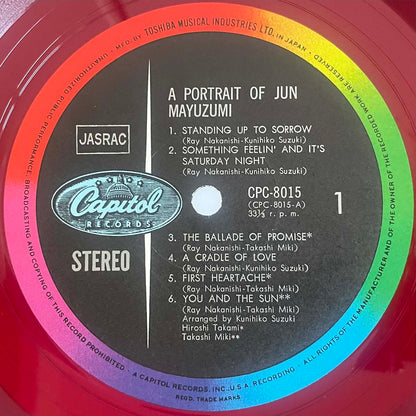 MFG. BY TOSHIBA MUSICAL INDUSTRIES LTD. IN JAPAN • ALL RIGHTS OF THE MANUFACTURER AND OF THE OWNER OF THE RECORDED WORK ARE RESERVED
UNAUTHORIZED PUBLIC PERFORMANCE, BROADCASTING AND COPYING OF THIS RECORD PROHIBITED • A CAPITOL RECORDS, INC., U.S.A. RECORDING.
REG'D. TRADE MARKS
A PORTRAIT OF JUN
MAYUZUMI
JASRAC
1. STANDING UP TO SORROW
(Ray Nakanishi-Kunihiko Suzuki)
2. SOMETHING FEELIN' AND IT'S
SATURDAY NIGHT
(Ray Nakanishi-Kunihiko Suzuki)
Capitol
RECORDS
CPC-8015
(CPC-8015-A)
33⅓ r. p. m.
1
STEREO
3. THE BALLADE OF PROMISE*
(Ray Nakanishi-Takashi Miki)
4. A CRADLE OF LOVE
(Ray Nakanishi-Kunihiko Suzuki)
5. FIRST HEARTACHE*
(Ray Nakanishi-Takashi Miki)
6. YOU AND THE SUN**
(Ray Nakanishi-Takashi Miki)
Arranged by Kunihiko Suzuki
Hiroshi Takami*
Takashi Miki**